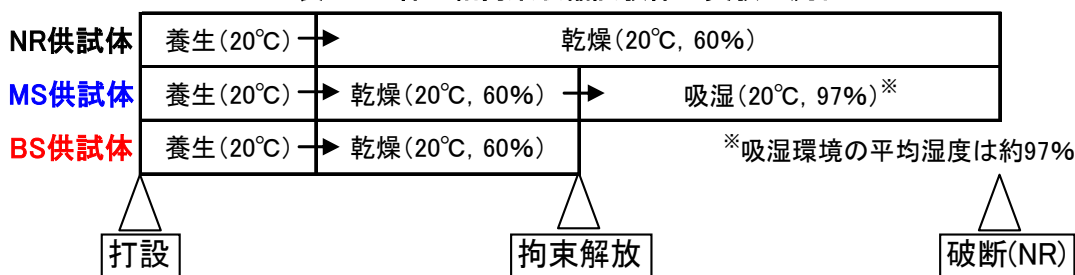 NR供試体 養生(20℃) 乾燥(20℃, 60%)
MS供試体 養生(20℃) 乾燥(20℃, 60%) 吸湿(20℃, 97%)※
BS供試体 養生(20℃) 乾燥(20℃, 60%) ※吸湿環境の平均湿度は約97%
打設 拘束解放 破断(NR)